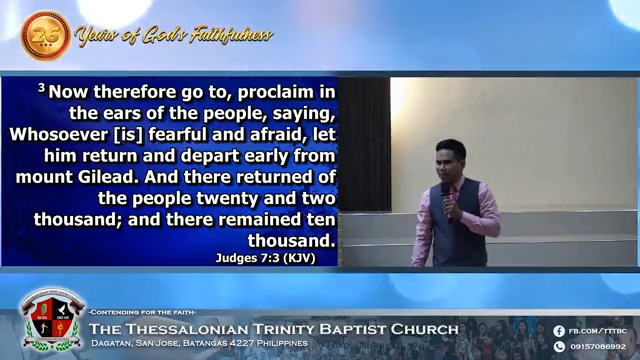 26
Years of God's Faithfulness
3 Now therefore go to, proclaim in
the ears of the people, saying,
Whosoever [is] fearful and afraid, let
him return and depart early from
mount Gilead. And there returned of
the people twenty and two
thousand; and there remained ten
thousand.
Judges 7:3 (KJV)
-Contending for the faith-
The Thessalonian Trinity Baptist Church
Dagatan, San Jose, Batangas 4227 Philippines
FB.COM/TTTBC
09157086992